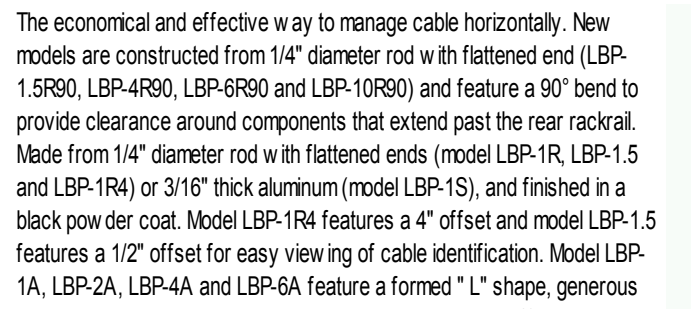 The economical and effective way to manage cable horizontally. New
models are constructed from 1/4" diameter rod with flattened end (LBP-
1.5R90, LBP-4R90, LBP-6R90 and LBP-10R90) and feature a 90° bend to
provide clearance around components that extend past the rear rackrail.
Made from 1/4" diameter rod with flattened ends (model LBP-1R, LBP-1.5
and LBP-1R4) or 3/16" thick aluminum (model LBP-1S), and finished in a
black powder coat. Model LBP-1R4 features a 4" offset and model LBP-1.5
features a 1/2" offset for easy viewing of cable identification. Model LBP-
1A, LBP-2A, LBP-4A and LBP-6A feature a formed " L" shape, generous